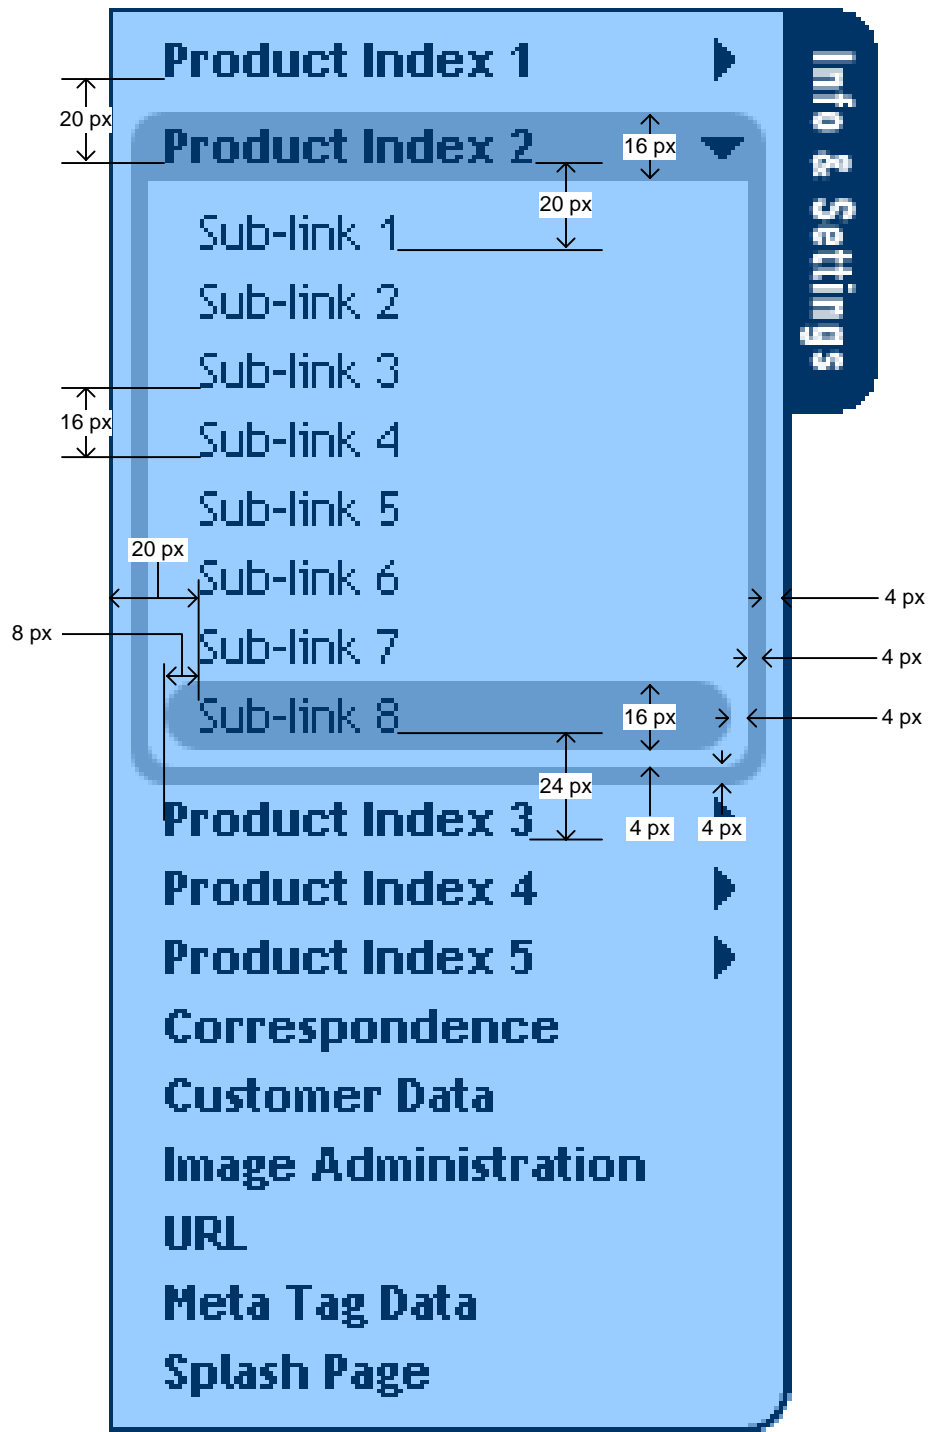 Product Index 1
Info & Settings
20 px
Product Index 2
16 px
20 px
Sub-link 1
Sub-link 2
Sub-link 3
16 px
Sub-link 4
Sub-link 5
20 px
Sub-link 6
4 px
8 px
Sub-link 7
4 px
Sub-link 8
16 px
4 px
24 px
Product Index 3
4 px
4 px
Product Index 4
Product Index 5
Correspondence
Customer Data
Image Administration
URL
Meta Tag Data
Splash Page